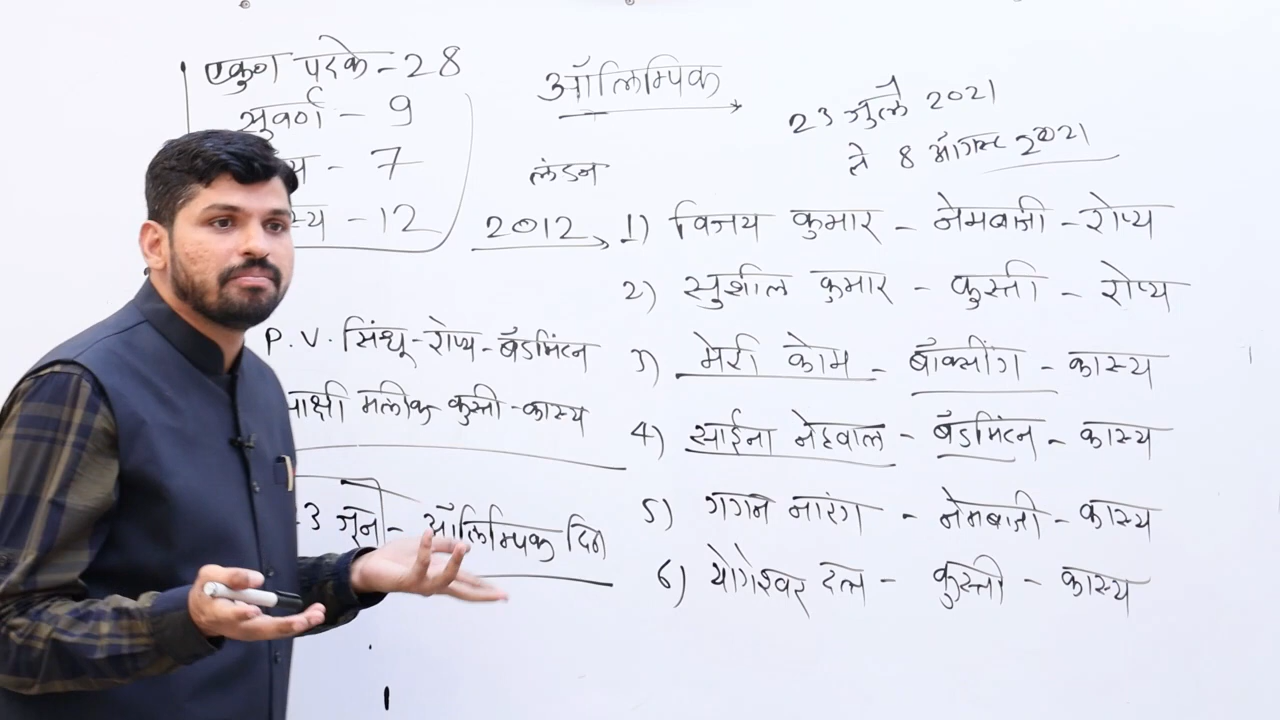 एकुण पदके - 28
सुवर्ण - 9
य - 7
स्य - 12
P. V. सिंधू - रोप्य - बॅडमिंटन
ाक्षी मलीक कुस्ती - कास्य
3 जून - ऑलिम्पिक दिन
ऑलिम्पिक
23 जुलै 2021
ते 8 ऑगस्ट 2021
लंडन
2012
1) विजय कुमार - नेमबाजी - रोप्य
2) सुशील कुमार - कुस्ती - रोप्य
3) मेरी कोम - बॉक्सींग - कास्य
4) साईना नेहवाल - बॅडमिंटन - कास्य
5) गगन नारंग - नेमबाजी - कास्य
6) योगेश्वर दत्त - कुस्ती - कास्य